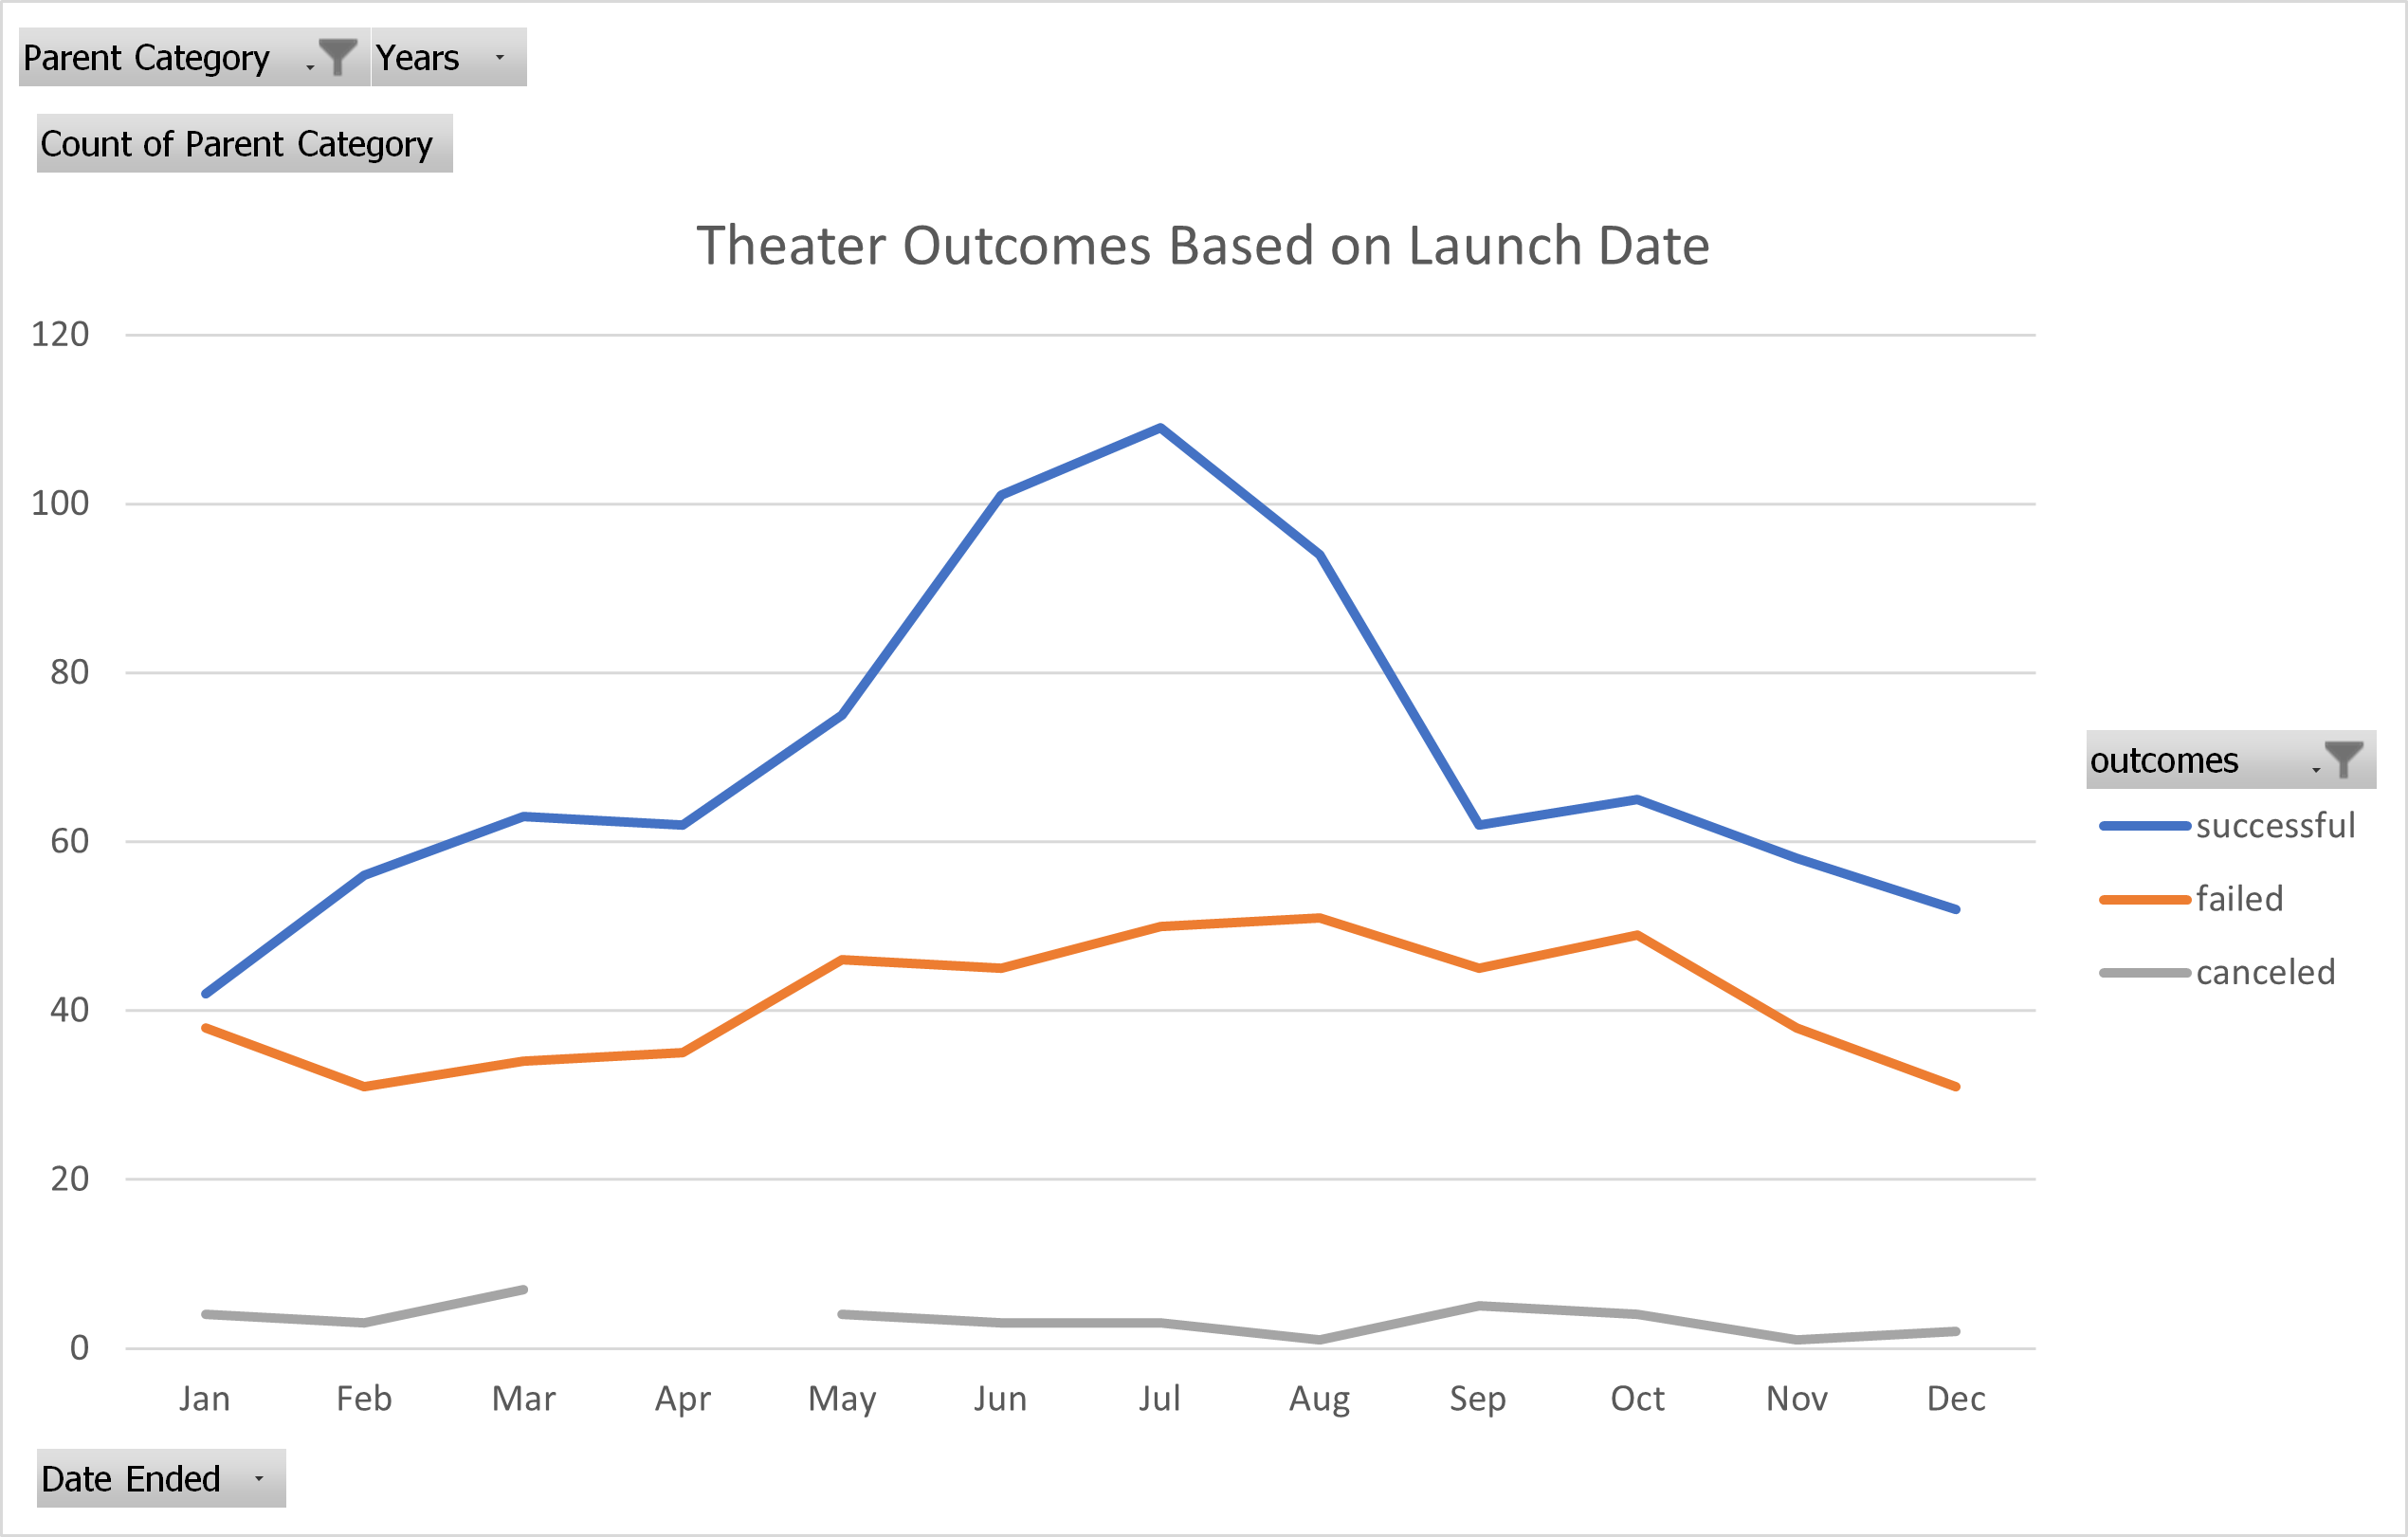 Parent Category Years
Count of Parent Category
Theater Outcomes Based on Launch Date
120
100
80
60
40
20
0
Jan Feb Mar Apr May Jun Jul Aug Sep Oct Nov Dec
outcomes
successful
failed
canceled
Date Ended